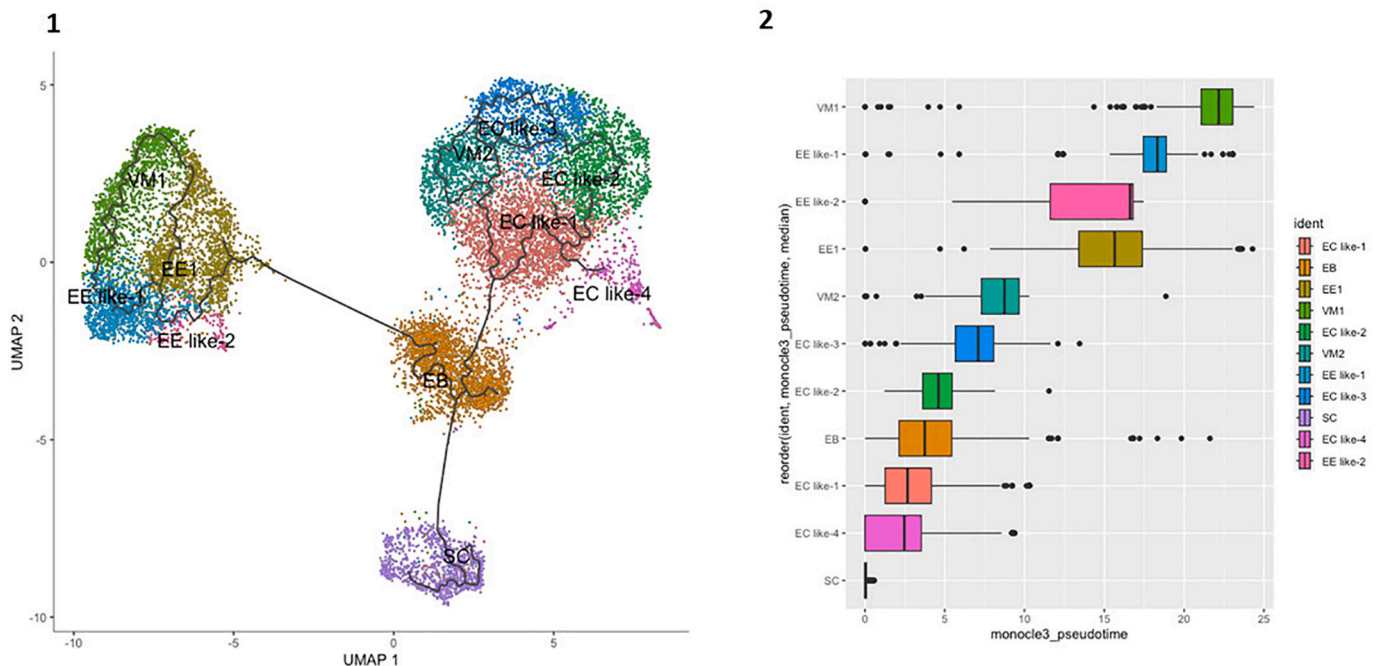 1
2
5
0
-5
-10
UMAP 2
-10
-5
0
5
UMAP 1
VM1
EE1
EE like-1
EE like-2
EC like-3
VM2
EC like-2
EC like-1
EC like-4
EB
SC
reorder(ident, monocle3_pseudotime, median)
VM1
EE like-1
EE like-2
EE1
VM2
EC like-3
EC like-2
EB
EC like-1
EC like-4
SC
0
5
10
15
20
25
monocle3_pseudotime
ident
EC like-1
EB
EE1
VM1
EC like-2
VM2
EE like-1
EC like-3
SC
EC like-4
EE like-2